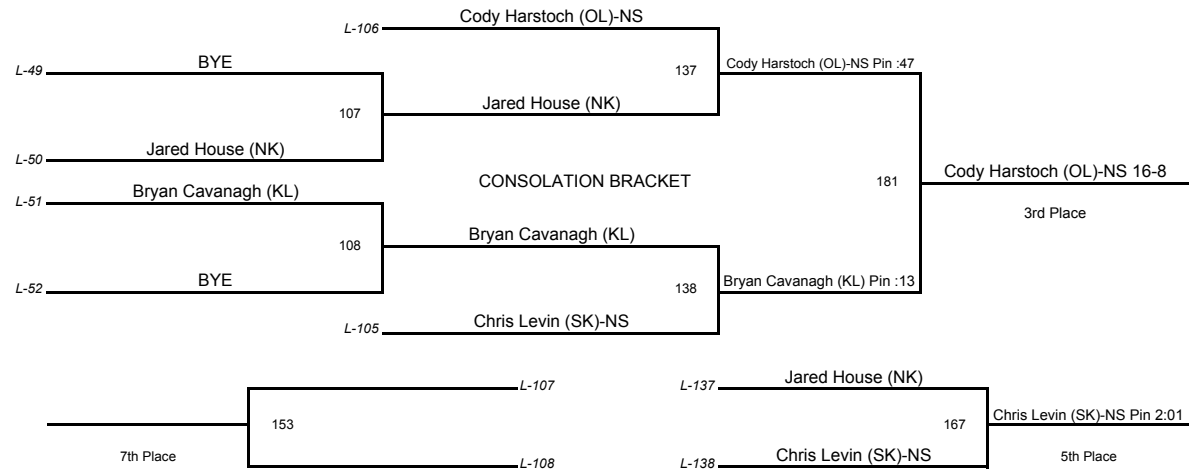 Cody Harstoch (OL)-NS
L-106
BYE
L-49
137
Cody Harstoch (OL)-NS Pin :47
107
Jared House (NK)
Jared House (NK)
L-50
CONSOLATION BRACKET
181
Cody Harstoch (OL)-NS 16-8
Bryan Cavanagh (KL)
L-51
3rd Place
108
Bryan Cavanagh (KL)
BYE
L-52
138
Bryan Cavanagh (KL) Pin :13
Chris Levin (SK)-NS
L-105
L-107
L-137
Jared House (NK)
153
167
Chris Levin (SK)-NS Pin 2:01
7th Place
L-108
L-138
Chris Levin (SK)-NS
5th Place